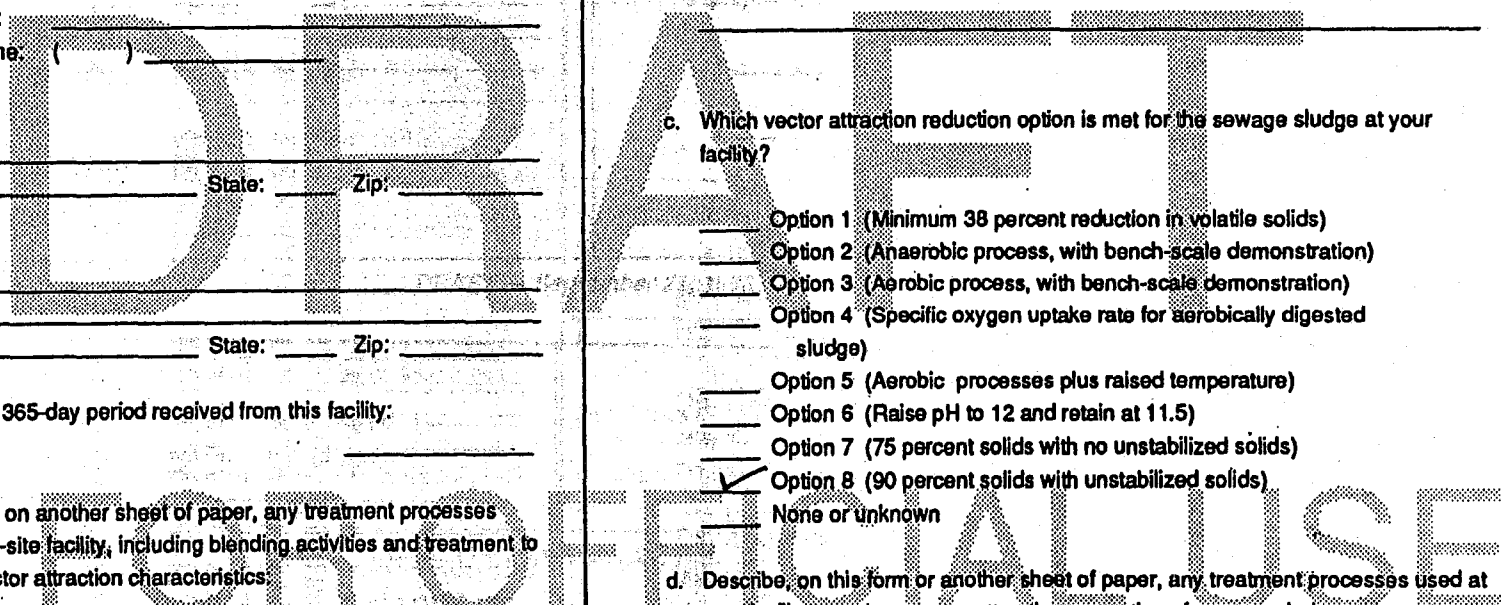 DRAFT
FOR OFFICIAL USE
:
ne: ( )
State: Zip:
State: Zip:
365-day period received from this facility:
on another sheet of paper, any treatment processes
-site facility, including blending activities and treatment to
ctor attraction characteristics:
c. Which vector attraction reduction option is met for the sewage sludge at your
facility?
Option 1 (Minimum 38 percent reduction in volatile solids)
Option 2 (Anaerobic process, with bench-scale demonstration)
Option 3 (Aerobic process, with bench-scale demonstration)
Option 4 (Specific oxygen uptake rate for aerobically digested
sludge)
Option 5 (Aerobic processes plus raised temperature)
Option 6 (Raise pH to 12 and retain at 11.5)
Option 7 (75 percent solids with no unstabilized solids)
✓ Option 8 (90 percent solids with unstabilized solids)
None or unknown
d. Describe, on this form or another sheet of paper, any treatment processes used at